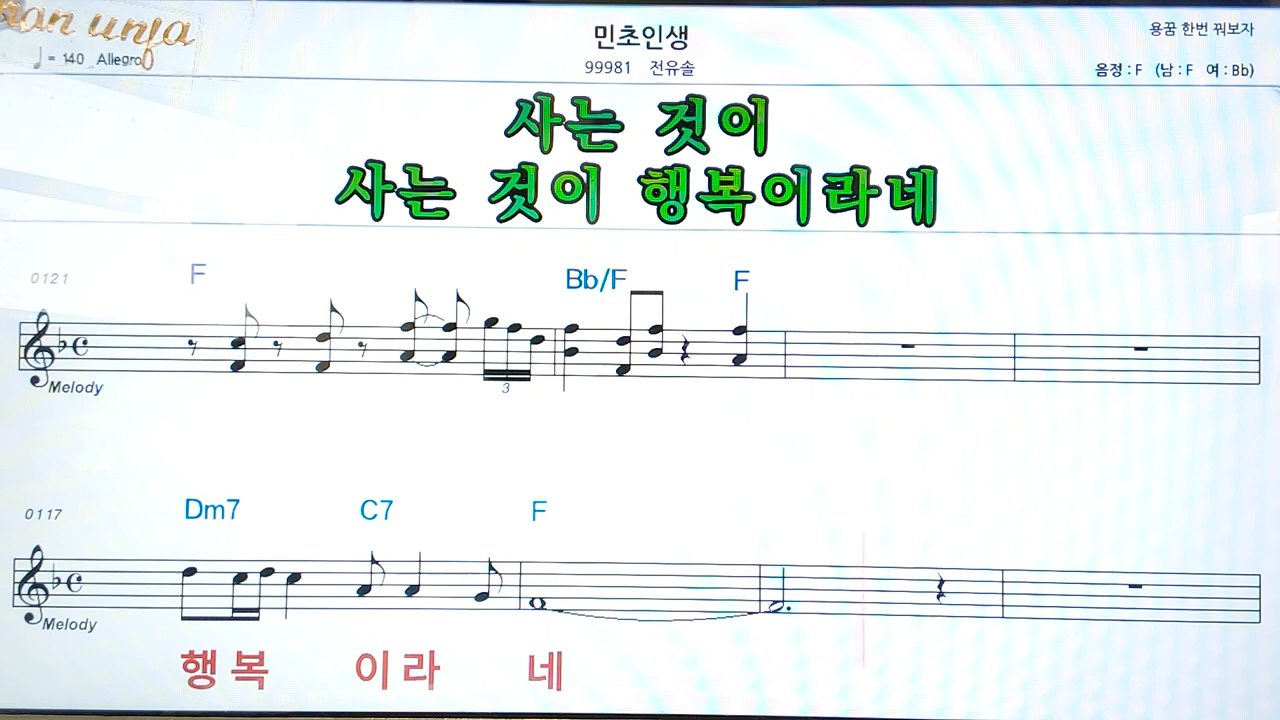 민초인생
용꿈 한번 꿔보자
♩ = 140 Allegro
99981 전유솔
음정 : F (남 : F 여 : Bb)
사는 것이
사는 것이 행복이라네
0121 F Bb/F F
Melody
3
0117 Dm7 C7 F
Melody
행복 이라 네